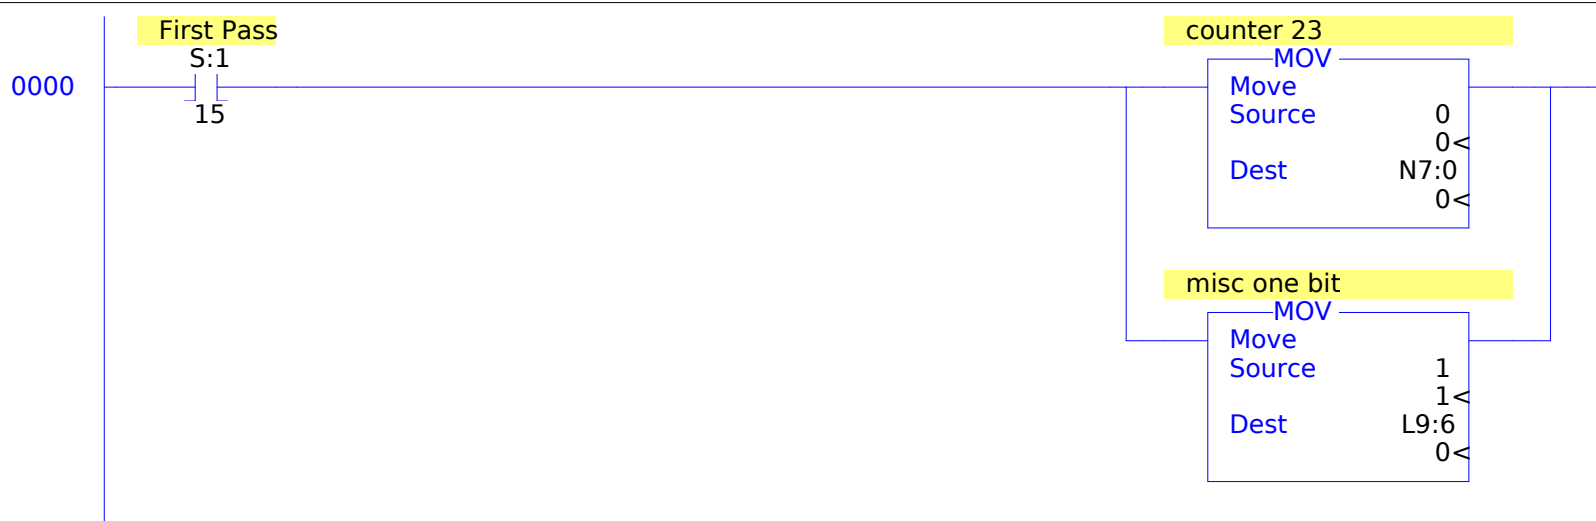 First Pass
S:1
0000
15
counter 23
MOV
Move
Source 0
0<
Dest N7:0
0<
misc one bit
MOV
Move
Source 1
1<
Dest L9:6
0<